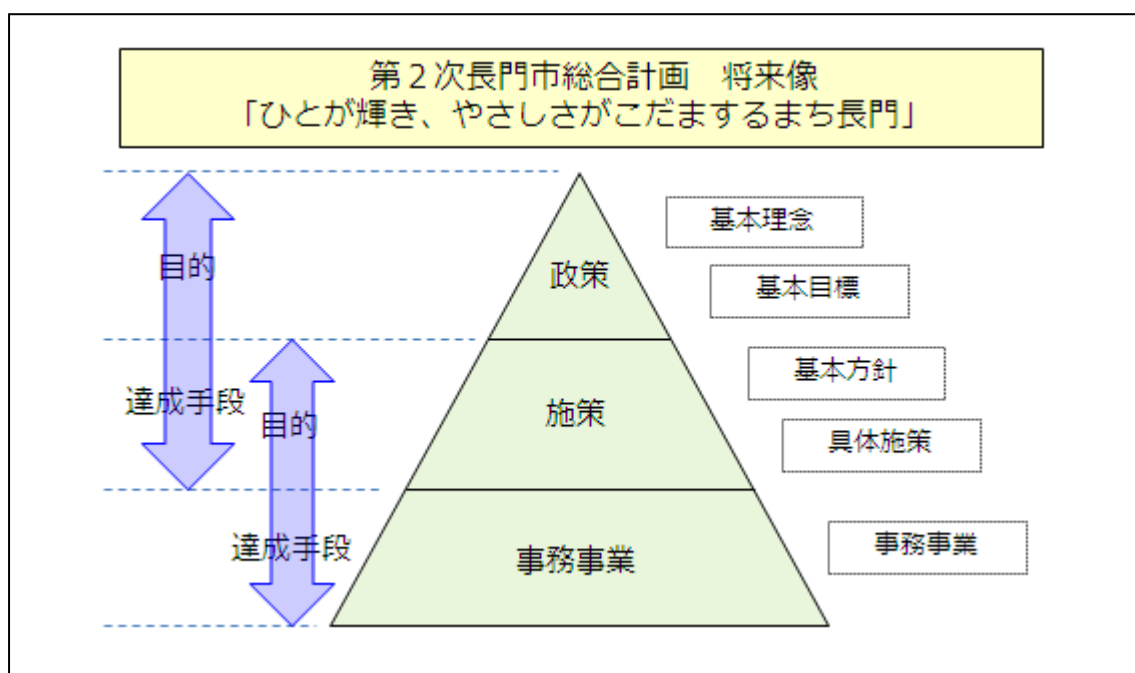 第２次長門市総合計画　将来像
「ひとが輝き、やさしさがこだまするまち長門」
基本理念
目的
政策
基本目標
基本方針
達成手段
目的
施策
具体施策
達成手段
事務事業
事務事業